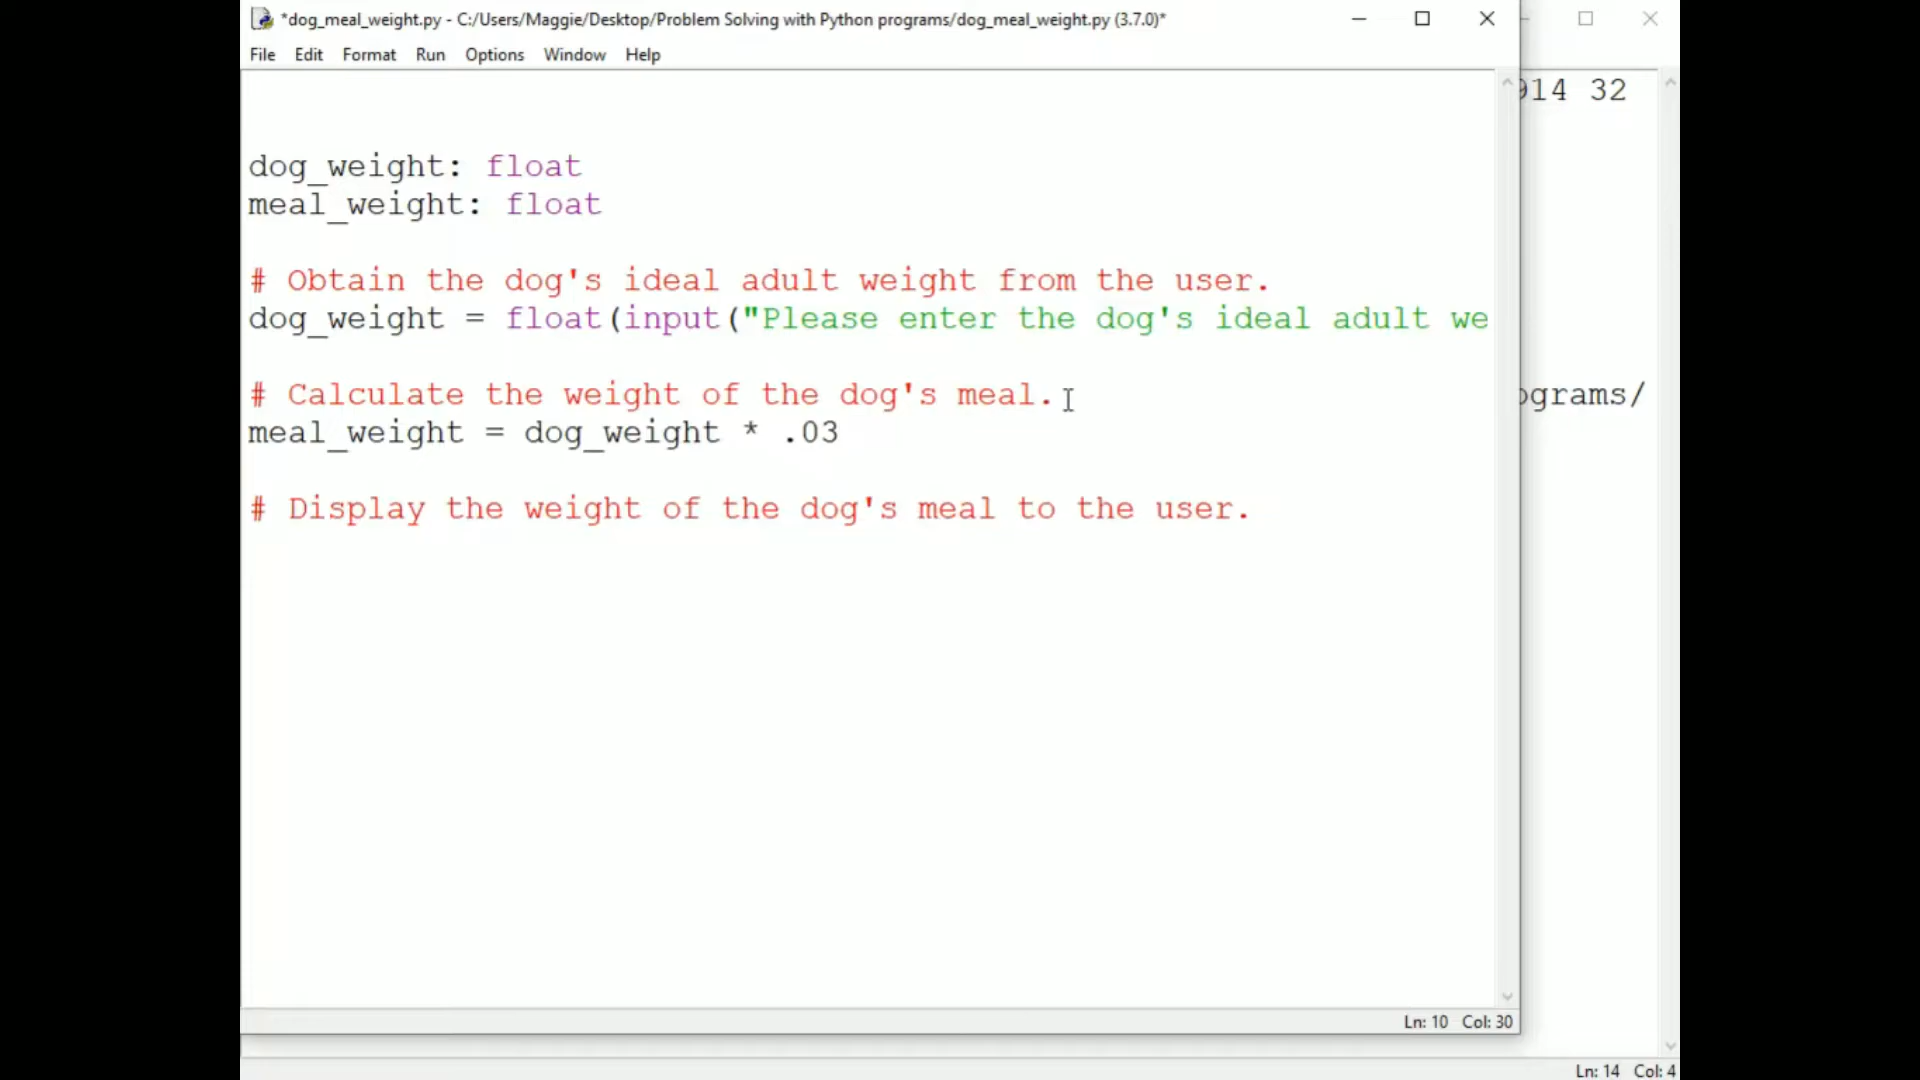 *dog_meal_weight.py - C:/Users/Maggie/Desktop/Problem Solving with Python programs/dog_meal_weight.py (3.7.0)*
File Edit Format Run Options Window Help
914 32
dog_weight: float
meal_weight: float
# Obtain the dog's ideal adult weight from the user.
dog_weight = float(input("Please enter the dog's ideal adult we
# Calculate the weight of the dog's meal.
ograms/
meal_weight = dog_weight * .03
# Display the weight of the dog's meal to the user.
Ln: 10 Col: 30
Ln: 14 Col: 4